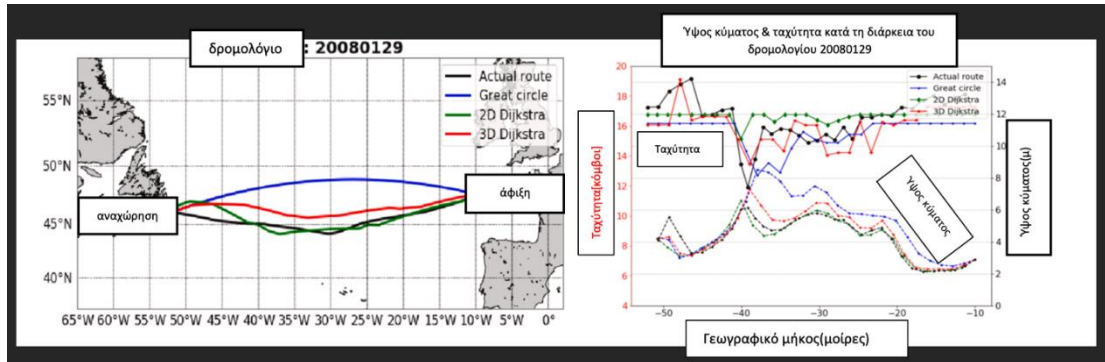 δρομολόγιο : 20080129
Actual route
Great circle
2D Dijkstra
3D Dijkstra
55°N
50°N
45°N
40°N
αναχώρηση
άφιξη
65°W 60°W 55°W 50°W 45°W 40°W 35°W 30°W 25°W 20°W 15°W 10°W 5°W 0°
Ύψος κύματος & ταχύτητα κατά τη διάρκεια του
δρομολογίου 20080129
Actual route
Great circle
2D Dijkstra
3D Dijkstra
Ταχύτητα[κόμβοι]
20
18
16
14
12
10
8
6
4
Ταχύτητα
Ύψος κύματος
14
12
10
8
6
4
2
0
Ύψος κύματος(μ)
−50 −40 −30 −20 −10
Γεωγραφικό μήκος(μοίρες)